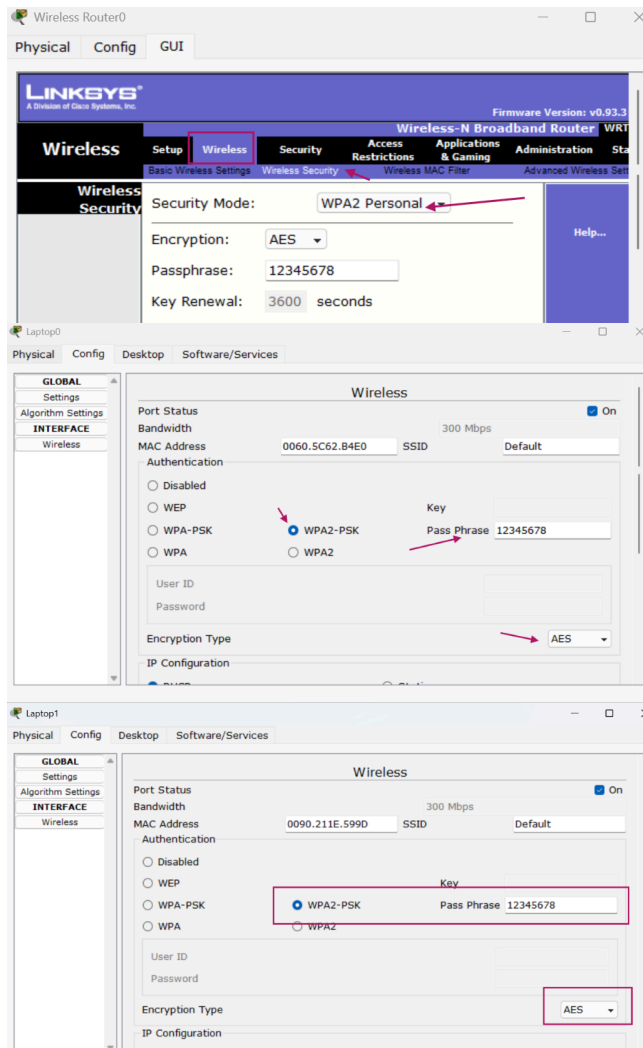 Wireless Router0
Physical Config GUI
LINKSYS®
A Division of Cisco Systems, Inc.
Firmware Version: v0.93.3
Wireless-N Broadband Router WRT
Wireless Setup Wireless Security Access Restrictions Applications & Gaming Administration Sta
Basic Wireless Settings Wireless Security Wireless MAC Filter Advanced Wireless Sett
Wireless Security
Security Mode: WPA2 Personal
Help...
Encryption: AES
Passphrase: 12345678
Key Renewal: 3600 seconds
Laptop0
Physical Config Desktop Software/Services
GLOBAL
Settings
Algorithm Settings
INTERFACE
Wireless
Wireless
Port Status On
Bandwidth 300 Mbps
MAC Address 0060.5C62.B4E0 SSID Default
Authentication
Disabled
WEP Key
WPA-PSK WPA2-PSK Pass Phrase 12345678
WPA WPA2
User ID
Password
Encryption Type AES
IP Configuration
Laptop1
Physical Config Desktop Software/Services
GLOBAL
Settings
Algorithm Settings
INTERFACE
Wireless
Wireless
Port Status On
Bandwidth 300 Mbps
MAC Address 0090.211E.599D SSID Default
Authentication
Disabled
WEP Key
WPA-PSK WPA2-PSK Pass Phrase 12345678
WPA WPA2
User ID
Password
Encryption Type AES
IP Configuration